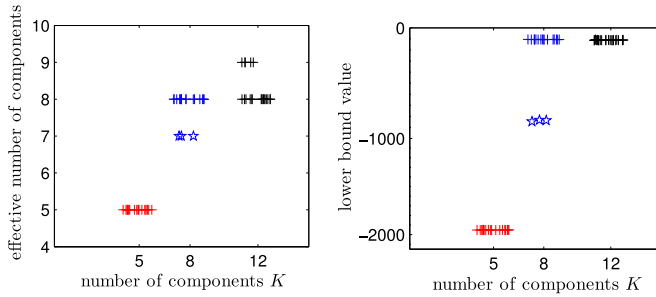 effective number of components
10
9
8
7
6
5
4
5 8 12
number of components K
lower bound value
0
−1000
−2000
5 8 12
number of components K